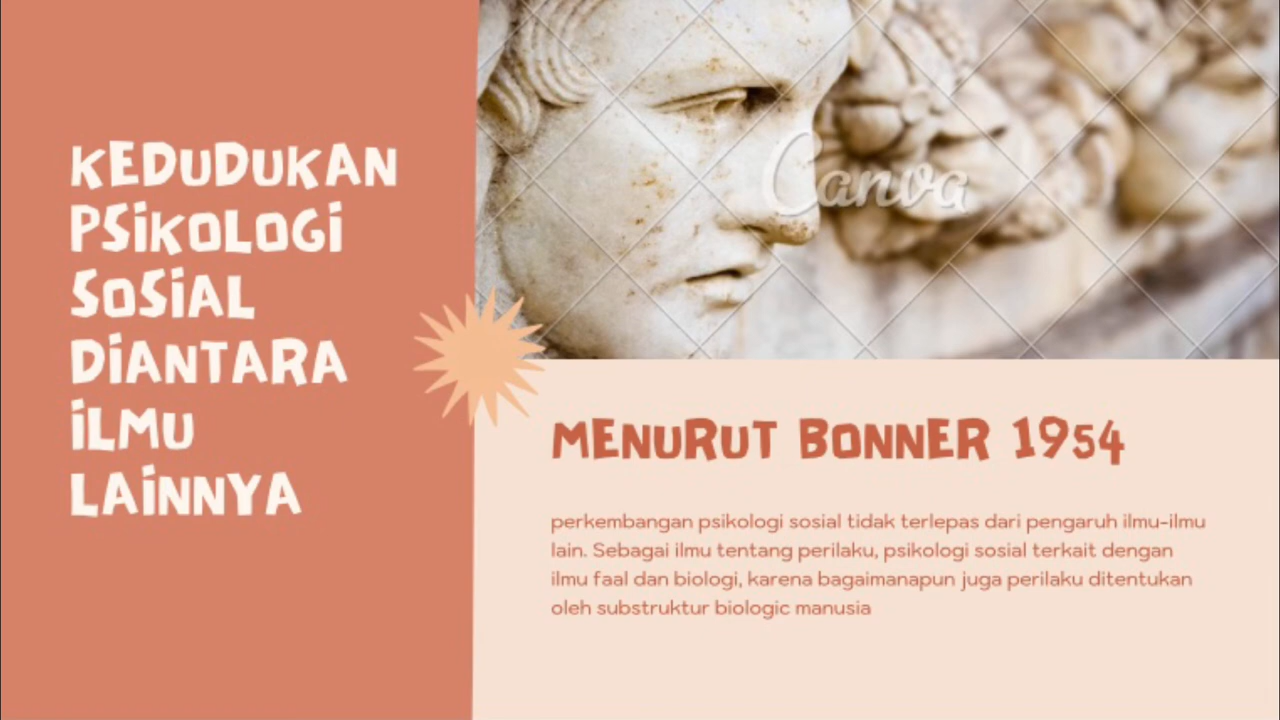 KEDUDUKAN
PSIKOLOGI
SOSIAL
DIANTARA
ILMU
LAINNYA
Canva
MENURUT BONNER 1954
perkembangan psikologi sosial tidak terlepas dari pengaruh ilmu-ilmu
lain. Sebagai ilmu tentang perilaku, psikologi sosial terkait dengan
ilmu faal dan biologi, karena bagaimanapun juga perilaku ditentukan
oleh substruktur biologic manusia